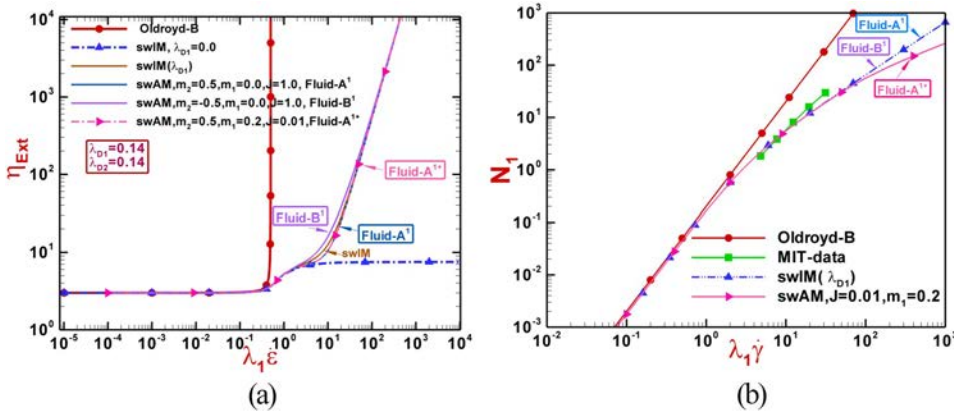 10⁴
10³
10²
10¹
10⁰
η_Ext
Oldroyd-B
swIM, λ_D1=0.0
swIM(λ_D1)
swAM,m₂=0.5,m₁=0.0,J=1.0, Fluid-A¹
swAM,m₂=-0.5,m₁=0.0,J=1.0, Fluid-B¹
swAM,m₂=0.5,m₁=0.2,J=0.01,Fluid-A¹⁺
λ_D1=0.14
λ_D2=0.14
Fluid-A¹⁺
Fluid-B¹
Fluid-A¹
swIM
10⁻⁵ 10⁻⁴ 10⁻³ 10⁻² 10⁻¹ 10⁰ 10¹ 10² 10³ 10⁴
λ₁ε̇
(a)
10³
10²
10¹
10⁰
10⁻¹
10⁻²
10⁻³
N₁
Fluid-A¹
Fluid-B¹
Fluid-A¹⁺
Oldroyd-B
MIT-data
swIM( λ_D1)
swAM,J=0.01,m₁=0.2
10⁻¹ 10⁰ 10¹ 10² 10³
λ₁γ̇
(b)